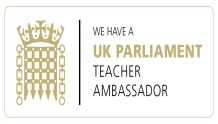 WE HAVE A
UK PARLIAMENT
TEACHER
AMBASSADOR